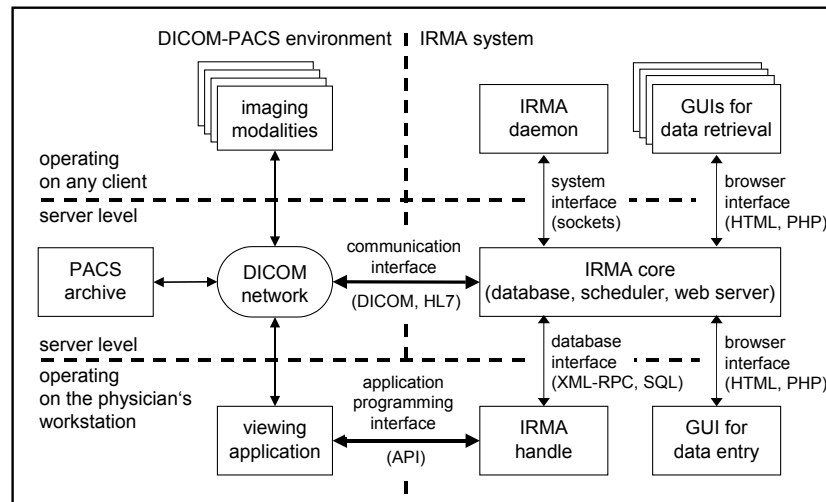 DICOM-PACS environment
IRMA system
imaging
modalities
IRMA
daemon
GUIs for
data retrieval
operating
on any client
server level
system
interface
(sockets)
browser
interface
(HTML, PHP)
PACS
archive
DICOM
network
communication
interface
(DICOM, HL7)
IRMA core
(database, scheduler, web server)
server level
operating
on the physician‘s
workstation
database
interface
(XML-RPC, SQL)
browser
interface
(HTML, PHP)
viewing
application
application
programming
interface
(API)
IRMA
handle
GUI for
data entry